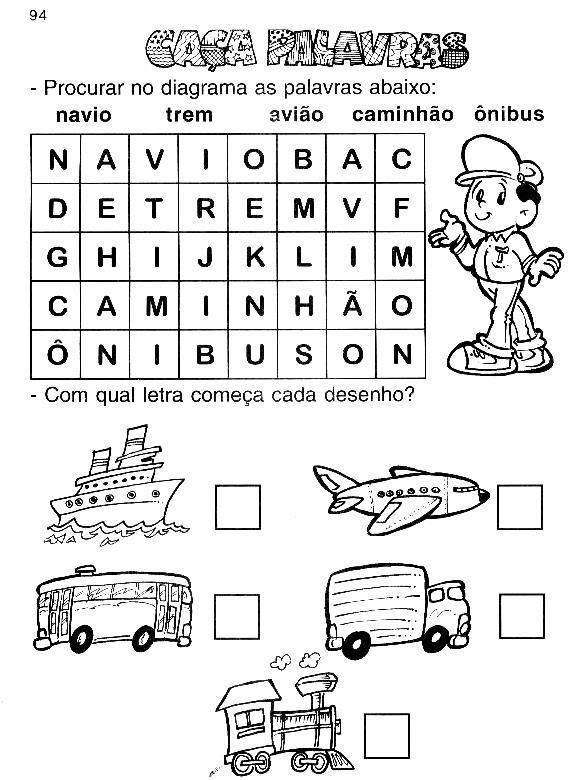 94
CAÇA PALAVRAS
- Procurar no diagrama as palavras abaixo:
navio trem avião caminhão ônibus
N A V I O B A C
D E T R E M V F
G H I J K L I M
C A M I N H Ã O
Ô N I B U S O N
- Com qual letra começa cada desenho?